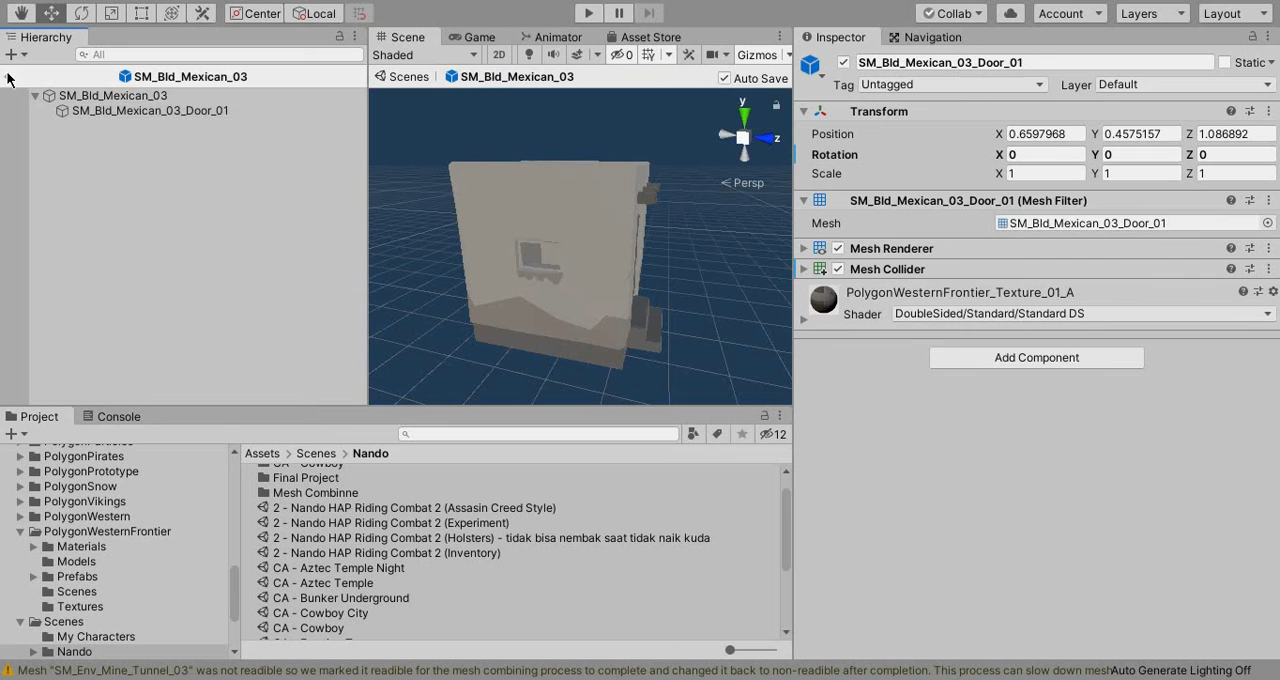 Center Local Collab Account Layers Layout
Hierarchy Scene Game Animator Asset Store Inspector Navigation
All Shaded 2D 0 Gizmos SM_Bld_Mexican_03_Door_01 Static
SM_Bld_Mexican_03 Scenes SM_Bld_Mexican_03 Auto Save Tag Untagged Layer Default
SM_Bld_Mexican_03
SM_Bld_Mexican_03_Door_01
y
z
Persp
Transform
Position X 0.6597968 Y 0.4575157 Z 1.086892
Rotation X 0 Y 0 Z 0
Scale X 1 Y 1 Z 1
SM_Bld_Mexican_03_Door_01 (Mesh Filter)
Mesh SM_Bld_Mexican_03_Door_01
Mesh Renderer
Mesh Collider
PolygonWesternFrontier_Texture_01_A
Shader DoubleSided/Standard/Standard DS
Add Component
Project Console
12
PolygonParticles
PolygonPirates
PolygonPrototype
PolygonSnow
PolygonVikings
PolygonWestern
PolygonWesternFrontier
Materials
Models
Prefabs
Scenes
Textures
Scenes
My Characters
Nando
Assets Scenes Nando
CA - Cowboy
Final Project
Mesh Combinne
2 - Nando HAP Riding Combat 2 (Assasin Creed Style)
2 - Nando HAP Riding Combat 2 (Experiment)
2 - Nando HAP Riding Combat 2 (Holsters) - tidak bisa nembak saat tidak naik kuda
2 - Nando HAP Riding Combat 2 (Inventory)
CA - Aztec Temple Night
CA - Aztec Temple
CA - Bunker Underground
CA - Cowboy City
CA - Cowboy
Mesh "SM_Env_Mine_Tunnel_03" was not readible so we marked it readible for the mesh combining process to complete and changed it back to non-readible after completion. This process can slow down mesh Auto Generate Lighting Off